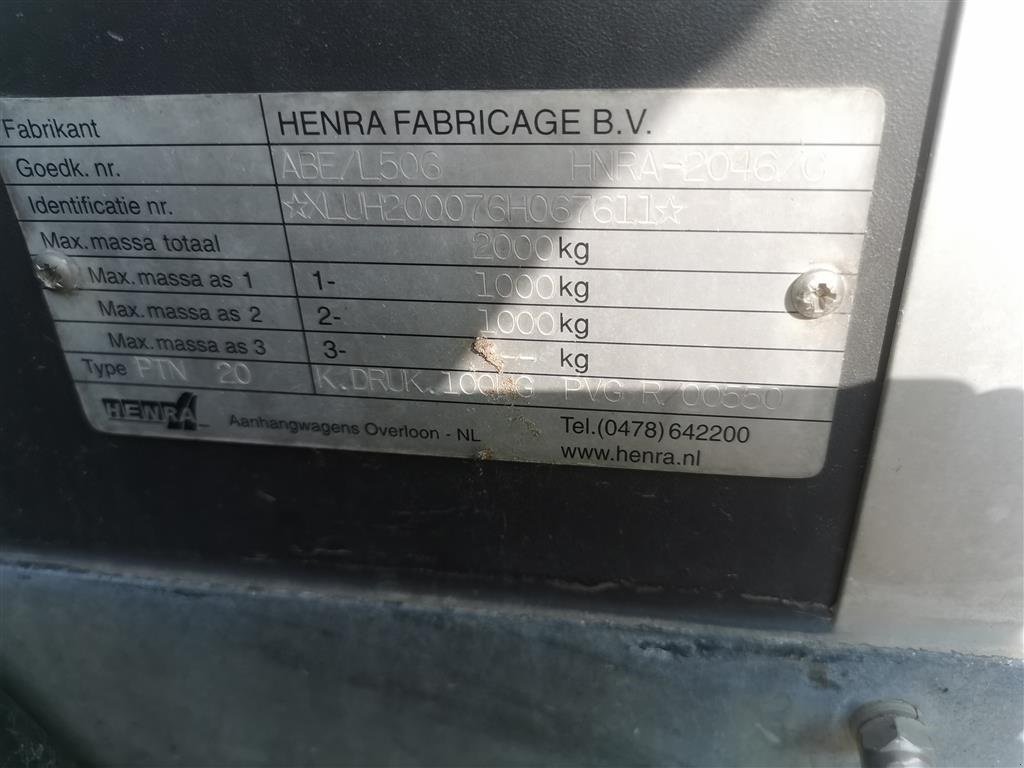 Fabrikant HENRA FABRICAGE B.V.
Goedk. nr. ABE/L506 HNRA-2046/0
Identificatie nr. ☆XLUH200076H067611☆
Max. massa totaal 2000 kg
Max. massa as 1 1- 1000 kg
Max. massa as 2 2- 1000 kg
Max. massa as 3 3- -- kg
Type PTN 20 K.DRUK.100KG PVG R/00550
HENRA Aanhangwagens Overloon - NL Tel.(0478) 642200
www.henra.nl